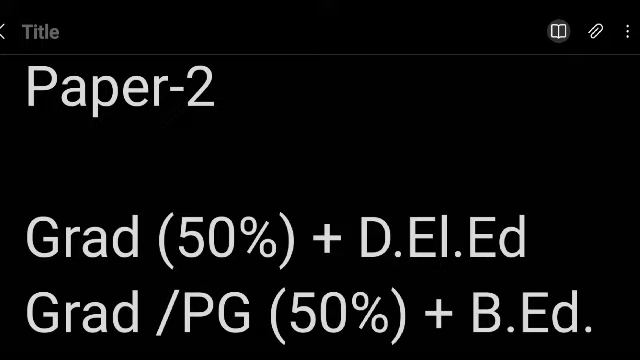 Title
Paper-2
Grad (50%) + D.El.Ed
Grad /PG (50%) + B.Ed.